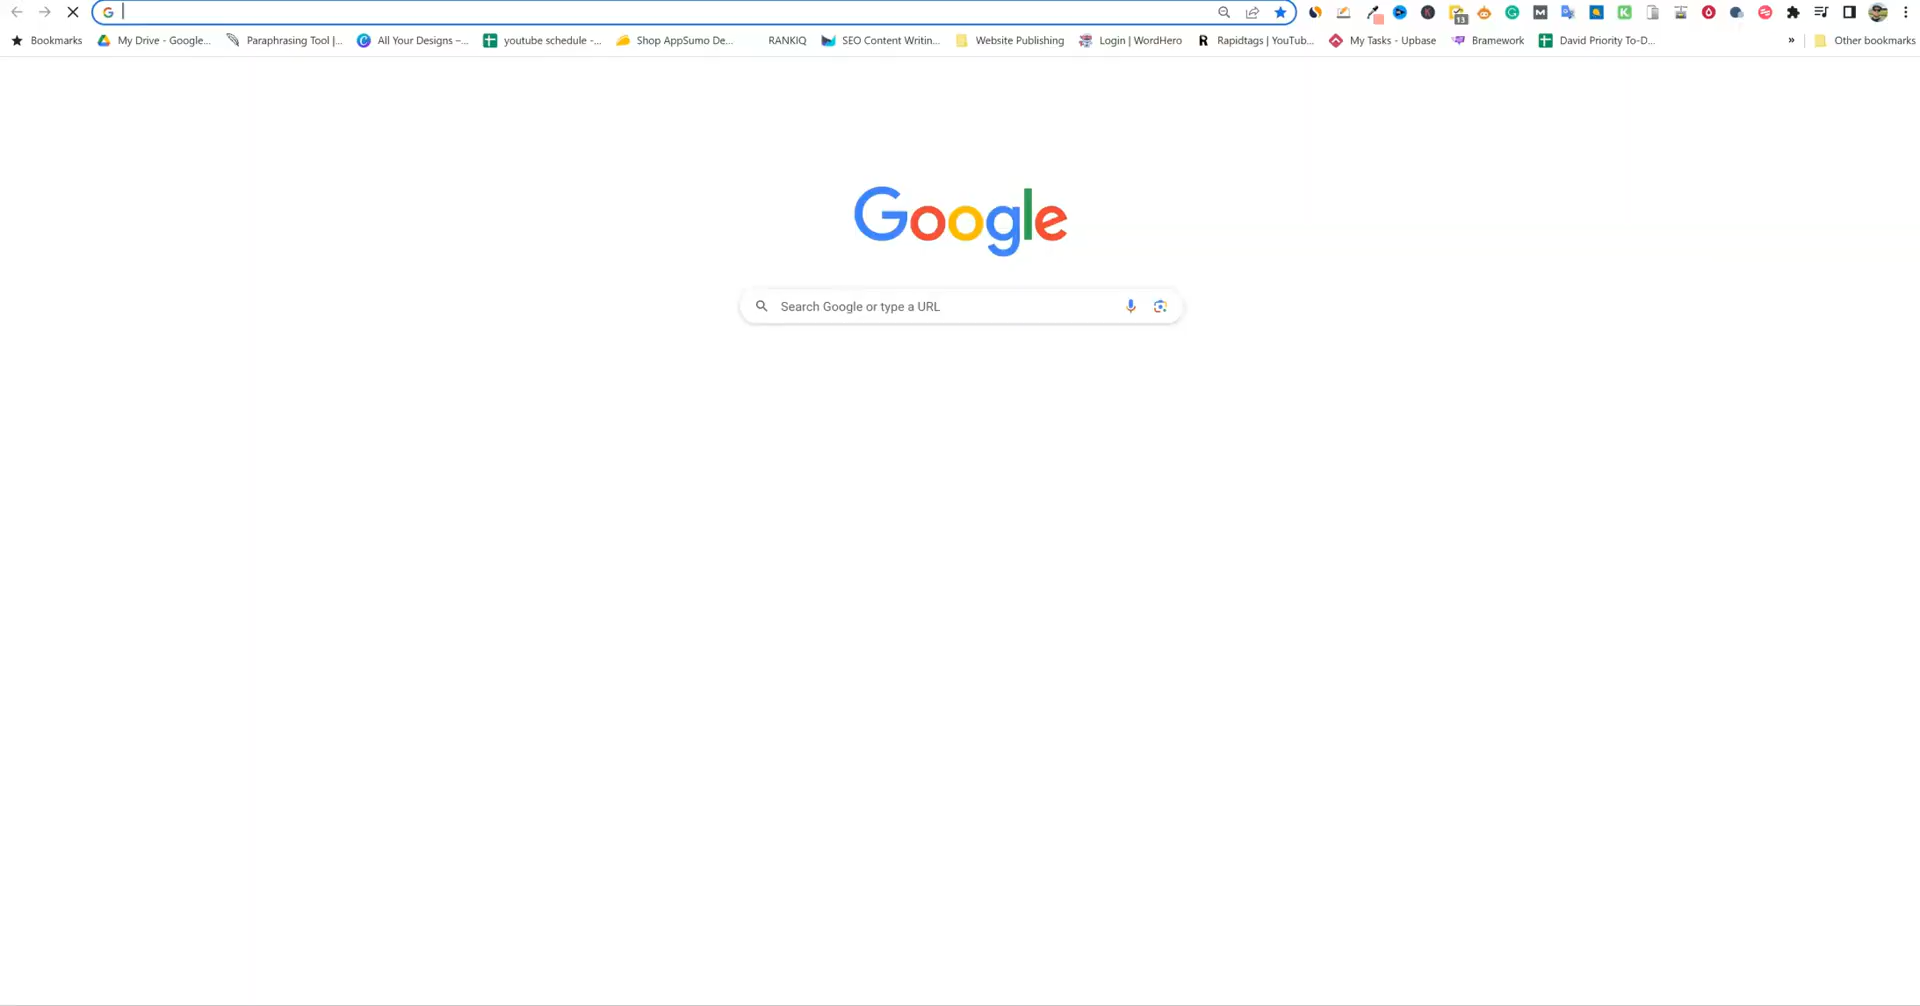 Bookmarks My Drive - Google... Paraphrasing Tool |... All Your Designs –... youtube schedule -... Shop AppSumo De... RANKIQ SEO Content Writin... Website Publishing Login | WordHero Rapidtags | YouTub... My Tasks - Upbase Bramework David Priority To-D... » Other bookmarks
13
Google
Search Google or type a URL